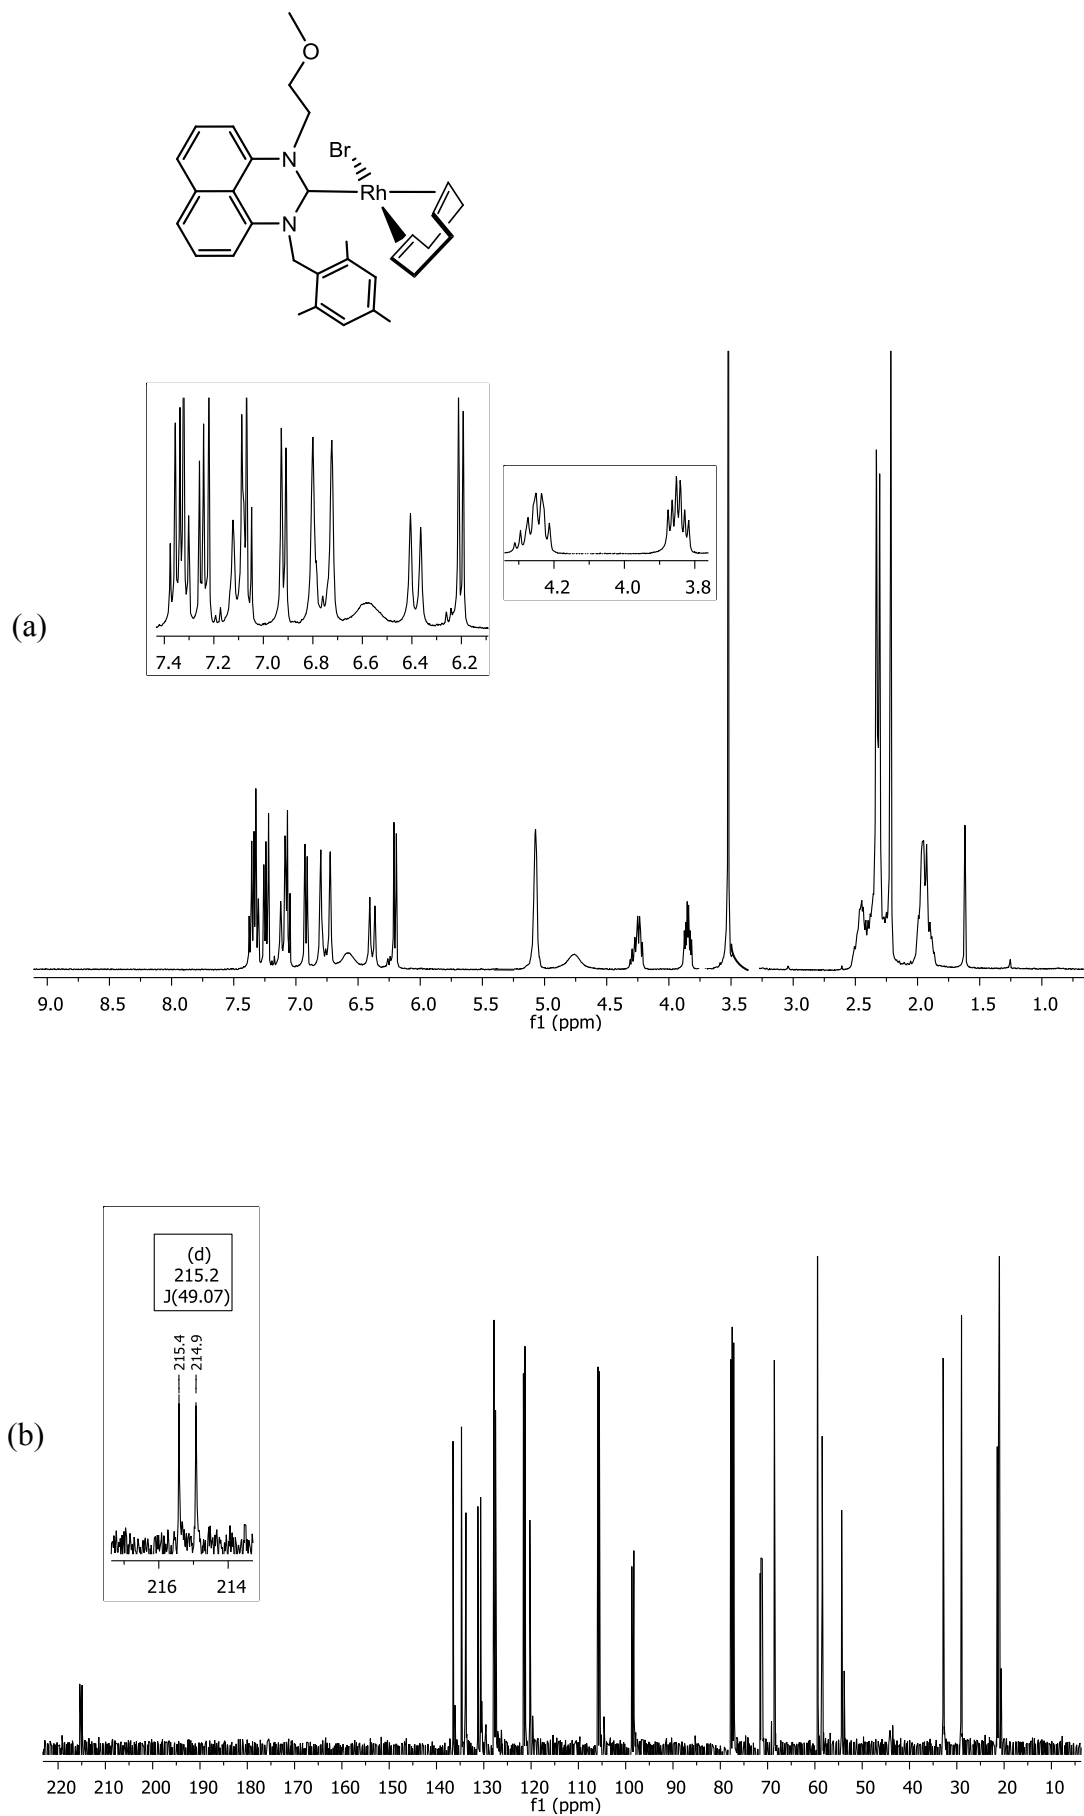 O
N
Br
Rh
N
(a)
7.4 7.2 7.0 6.8 6.6 6.4 6.2
4.2 4.0 3.8
9.0 8.5 8.0 7.5 7.0 6.5 6.0 5.5 5.0 4.5 4.0 3.5 3.0 2.5 2.0 1.5 1.0
f1 (ppm)
(b)
(d)
215.2
J(49.07)
215.4
214.9
216 214
220 210 200 190 180 170 160 150 140 130 120 110 100 90 80 70 60 50 40 30 20 10
f1 (ppm)